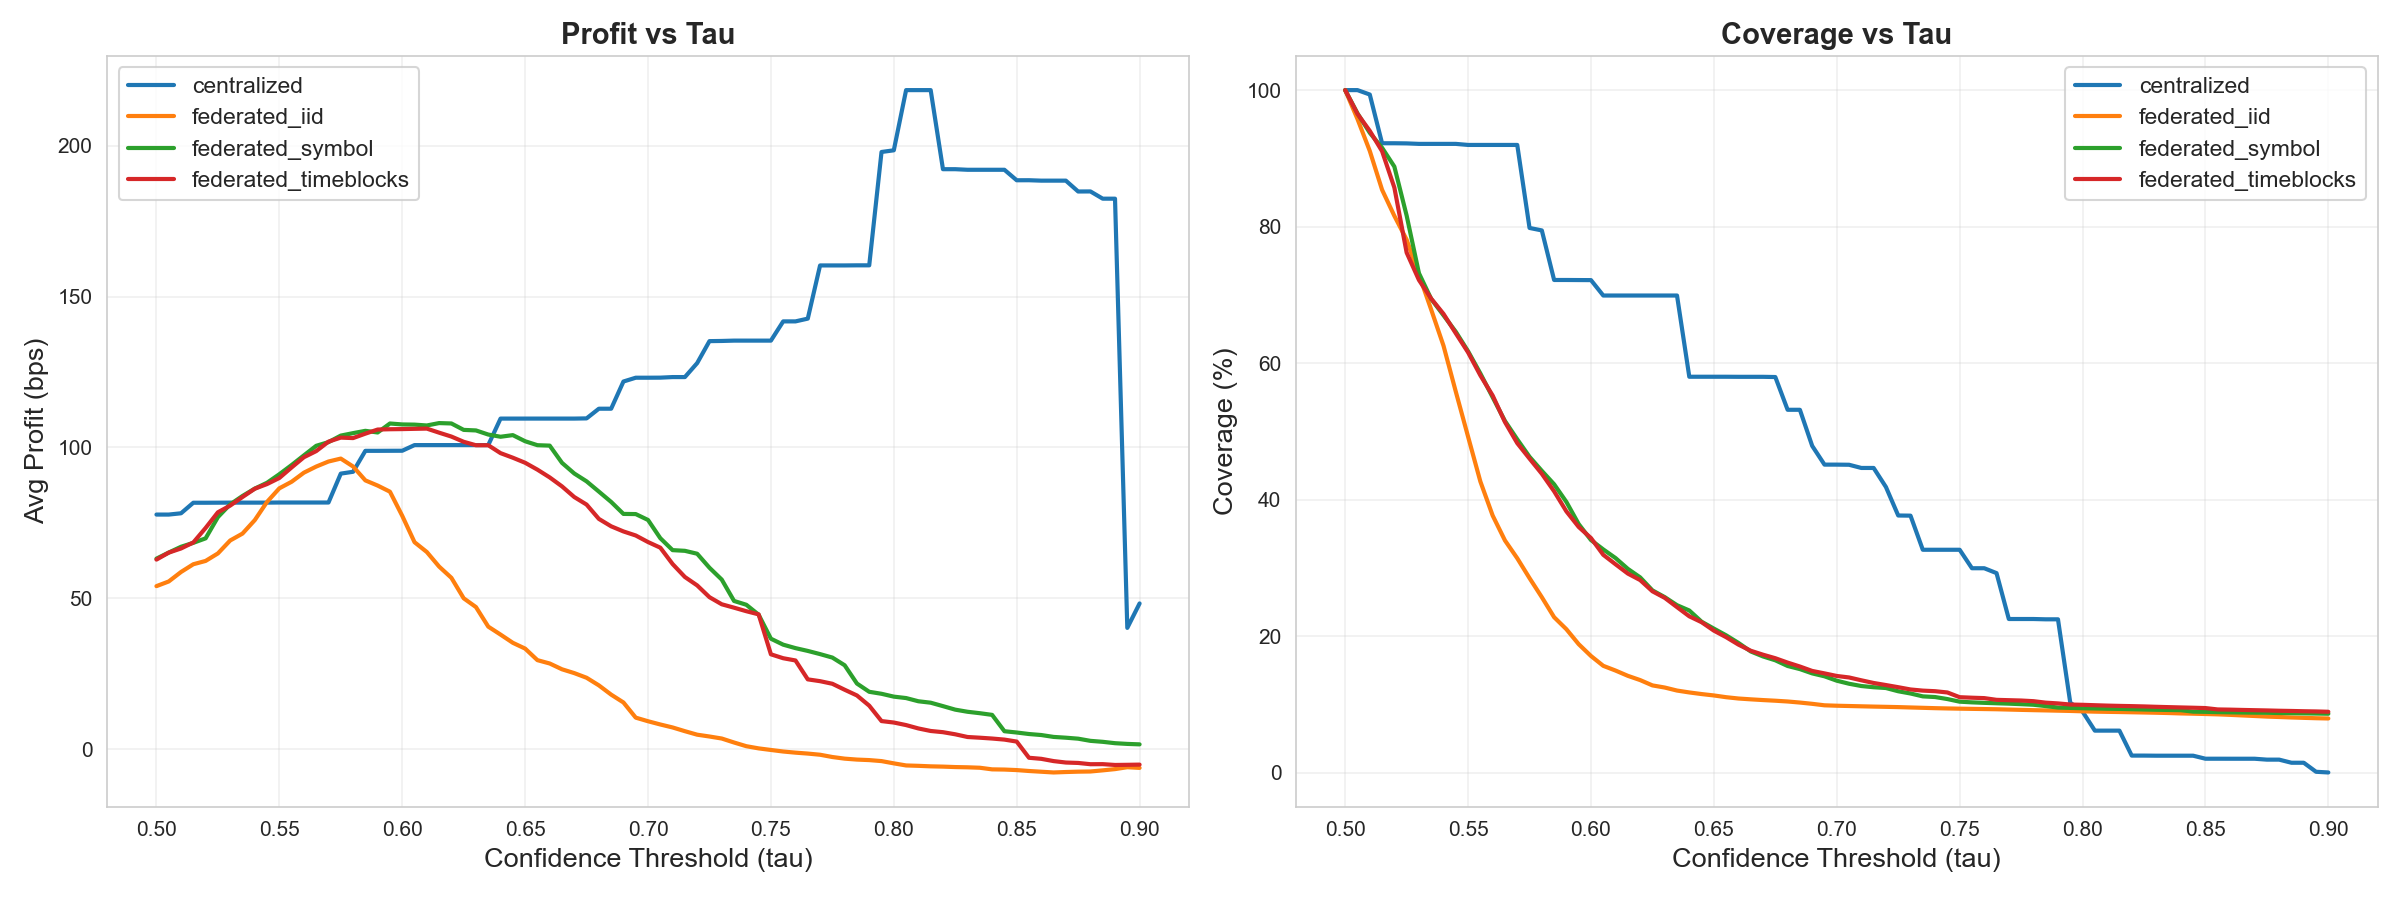 Profit vs Tau
centralized
federated_iid
federated_symbol
federated_timeblocks
Avg Profit (bps)
200
150
100
50
0
0.50 0.55 0.60 0.65 0.70 0.75 0.80 0.85 0.90
Confidence Threshold (tau)
Coverage vs Tau
centralized
federated_iid
federated_symbol
federated_timeblocks
Coverage (%)
100
80
60
40
20
0
0.50 0.55 0.60 0.65 0.70 0.75 0.80 0.85 0.90
Confidence Threshold (tau)